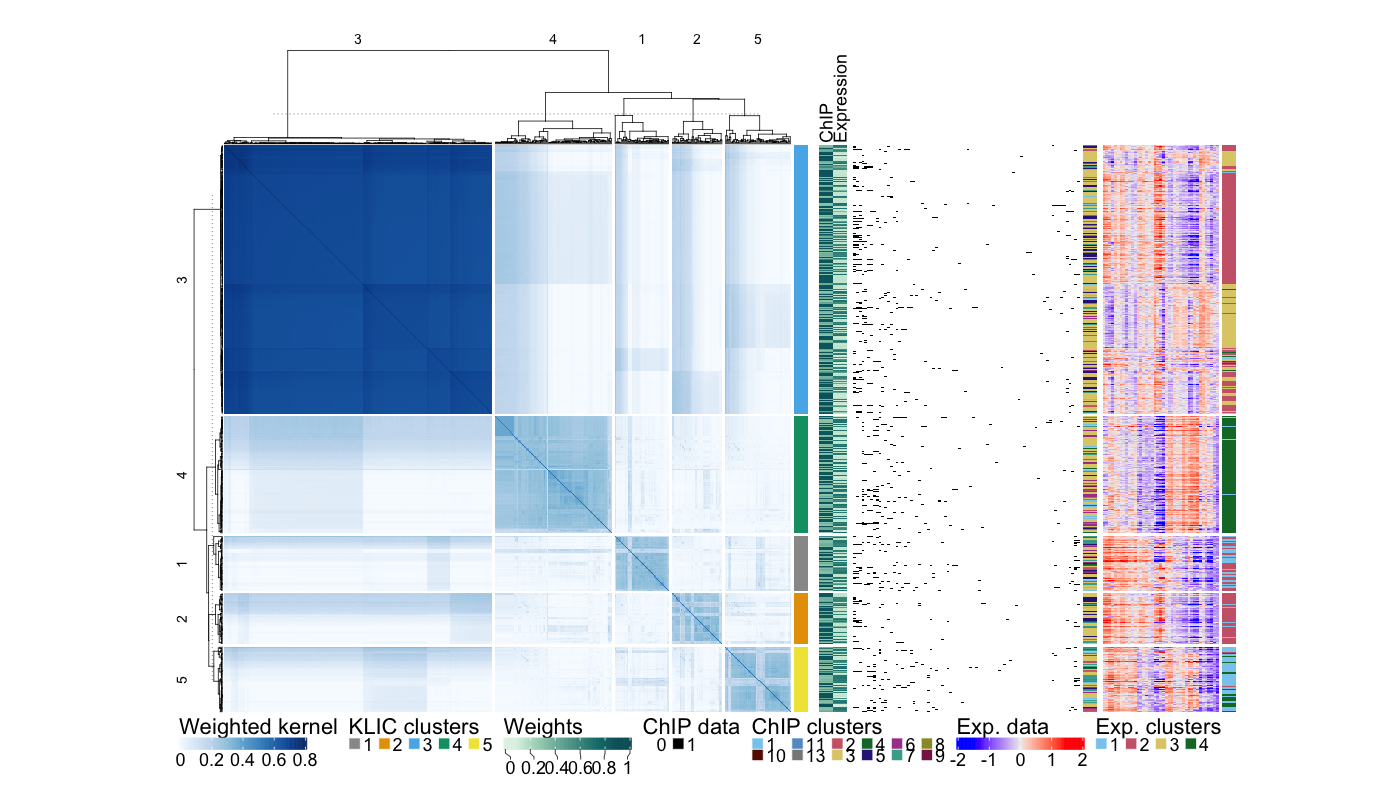 3 4 1 2 5
ChIP
Expression
3
4
1
2
5
Weighted kernel KLIC clusters Weights ChIP data ChIP clusters Exp. data Exp. clusters
1 2 3 4 5 0 1 1 11 2 4 6 8 1 2 3 4
10 13 3 5 7 9
0 0.2 0.4 0.6 0.8 0 0.2 0.4 0.6 0.8 1 -2 -1 0 1 2